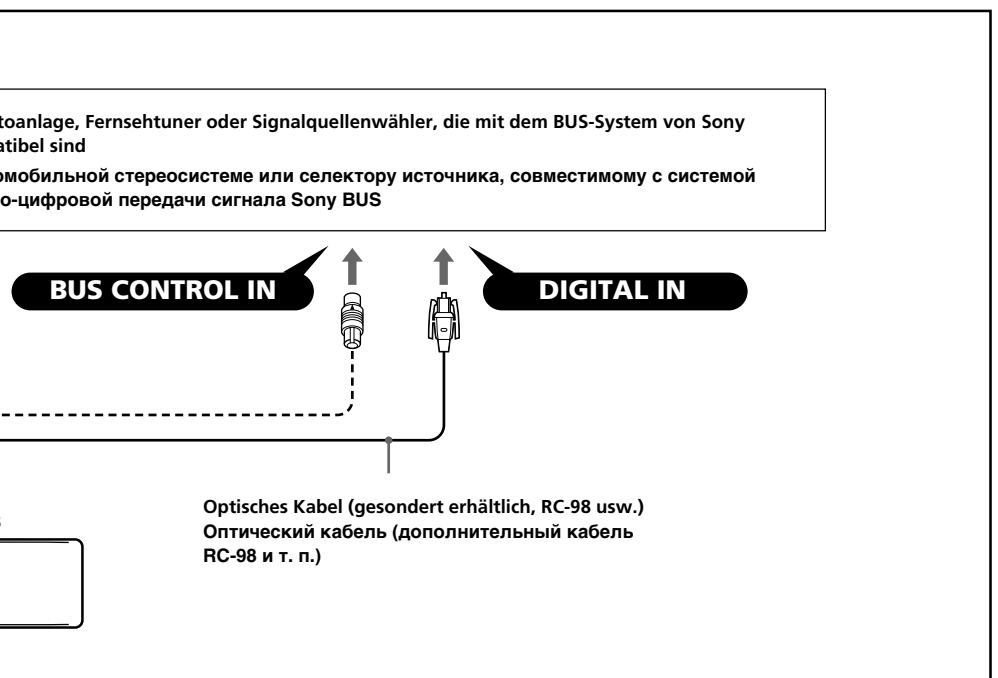 toanlage, Fernsehtuner oder Signalquellenwähler, die mit dem BUS-System von Sony
atibel sind
омобильной стереосистеме или селектору источника, совместимому с системой
о-цифровой передачи сигнала Sony BUS
BUS CONTROL IN
DIGITAL IN
Optisches Kabel (gesondert erhältlich, RC-98 usw.)
Оптический кабель (дополнительный кабель
RC-98 и т. п.)